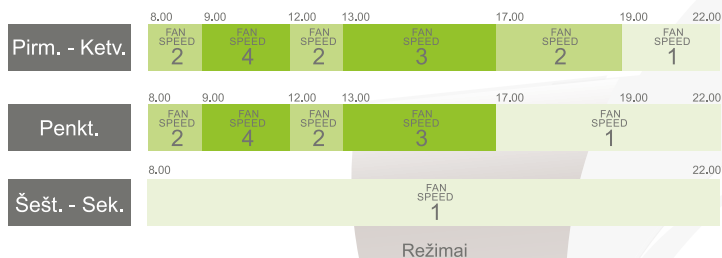 8.00 9.00 12.00 13.00 17.00 19.00 22.00
Pirm. - Ketv.
FAN SPEED 2
FAN SPEED 4
FAN SPEED 2
FAN SPEED 3
FAN SPEED 2
FAN SPEED 1
8.00 9.00 12.00 13.00 17.00 19.00 22.00
Penkt.
FAN SPEED 2
FAN SPEED 4
FAN SPEED 2
FAN SPEED 3
FAN SPEED 1
8.00 22.00
Šešt. - Sek.
FAN SPEED 1
Režimai